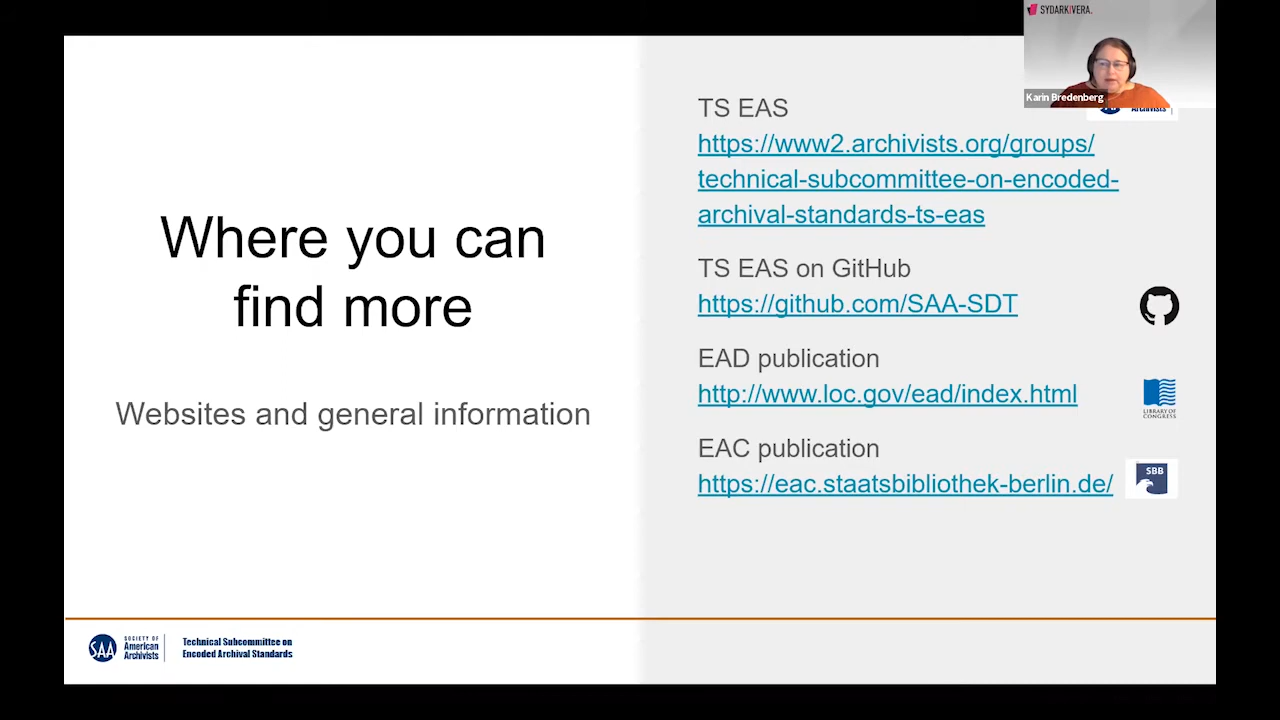 SYDARKIVERA.
Karin Bredenberg
Archivists
Where you can
find more
Websites and general information
TS EAS
https://www2.archivists.org/groups/
technical-subcommittee-on-encoded-
archival-standards-ts-eas
TS EAS on GitHub
https://github.com/SAA-SDT
EAD publication
http://www.loc.gov/ead/index.html
LIBRARY OF
CONGRESS
EAC publication
https://eac.staatsbibliothek-berlin.de/
SBB
SAA
SOCIETY OF
American
Archivists
Technical Subcommittee on
Encoded Archival Standards